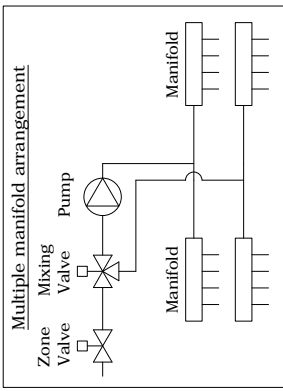 Multiple manifold arrangement
Zone
Valve
Mixing
Valve
Pump
Manifold
Manifold